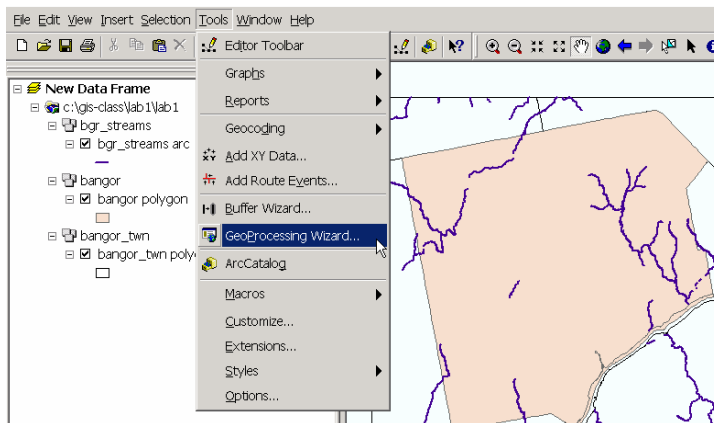 File Edit View Insert Selection Tools Window Help
Editor Toolbar
Graphs
Reports
Geocoding
Add XY Data...
Add Route Events...
Buffer Wizard...
GeoProcessing Wizard...
ArcCatalog
Macros
Customize...
Extensions...
Styles
Options...
New Data Frame
c:\gis-class\lab1\lab1
bgr_streams
bgr_streams arc
bangor
bangor polygon
bangor_twn
bangor_twn poly